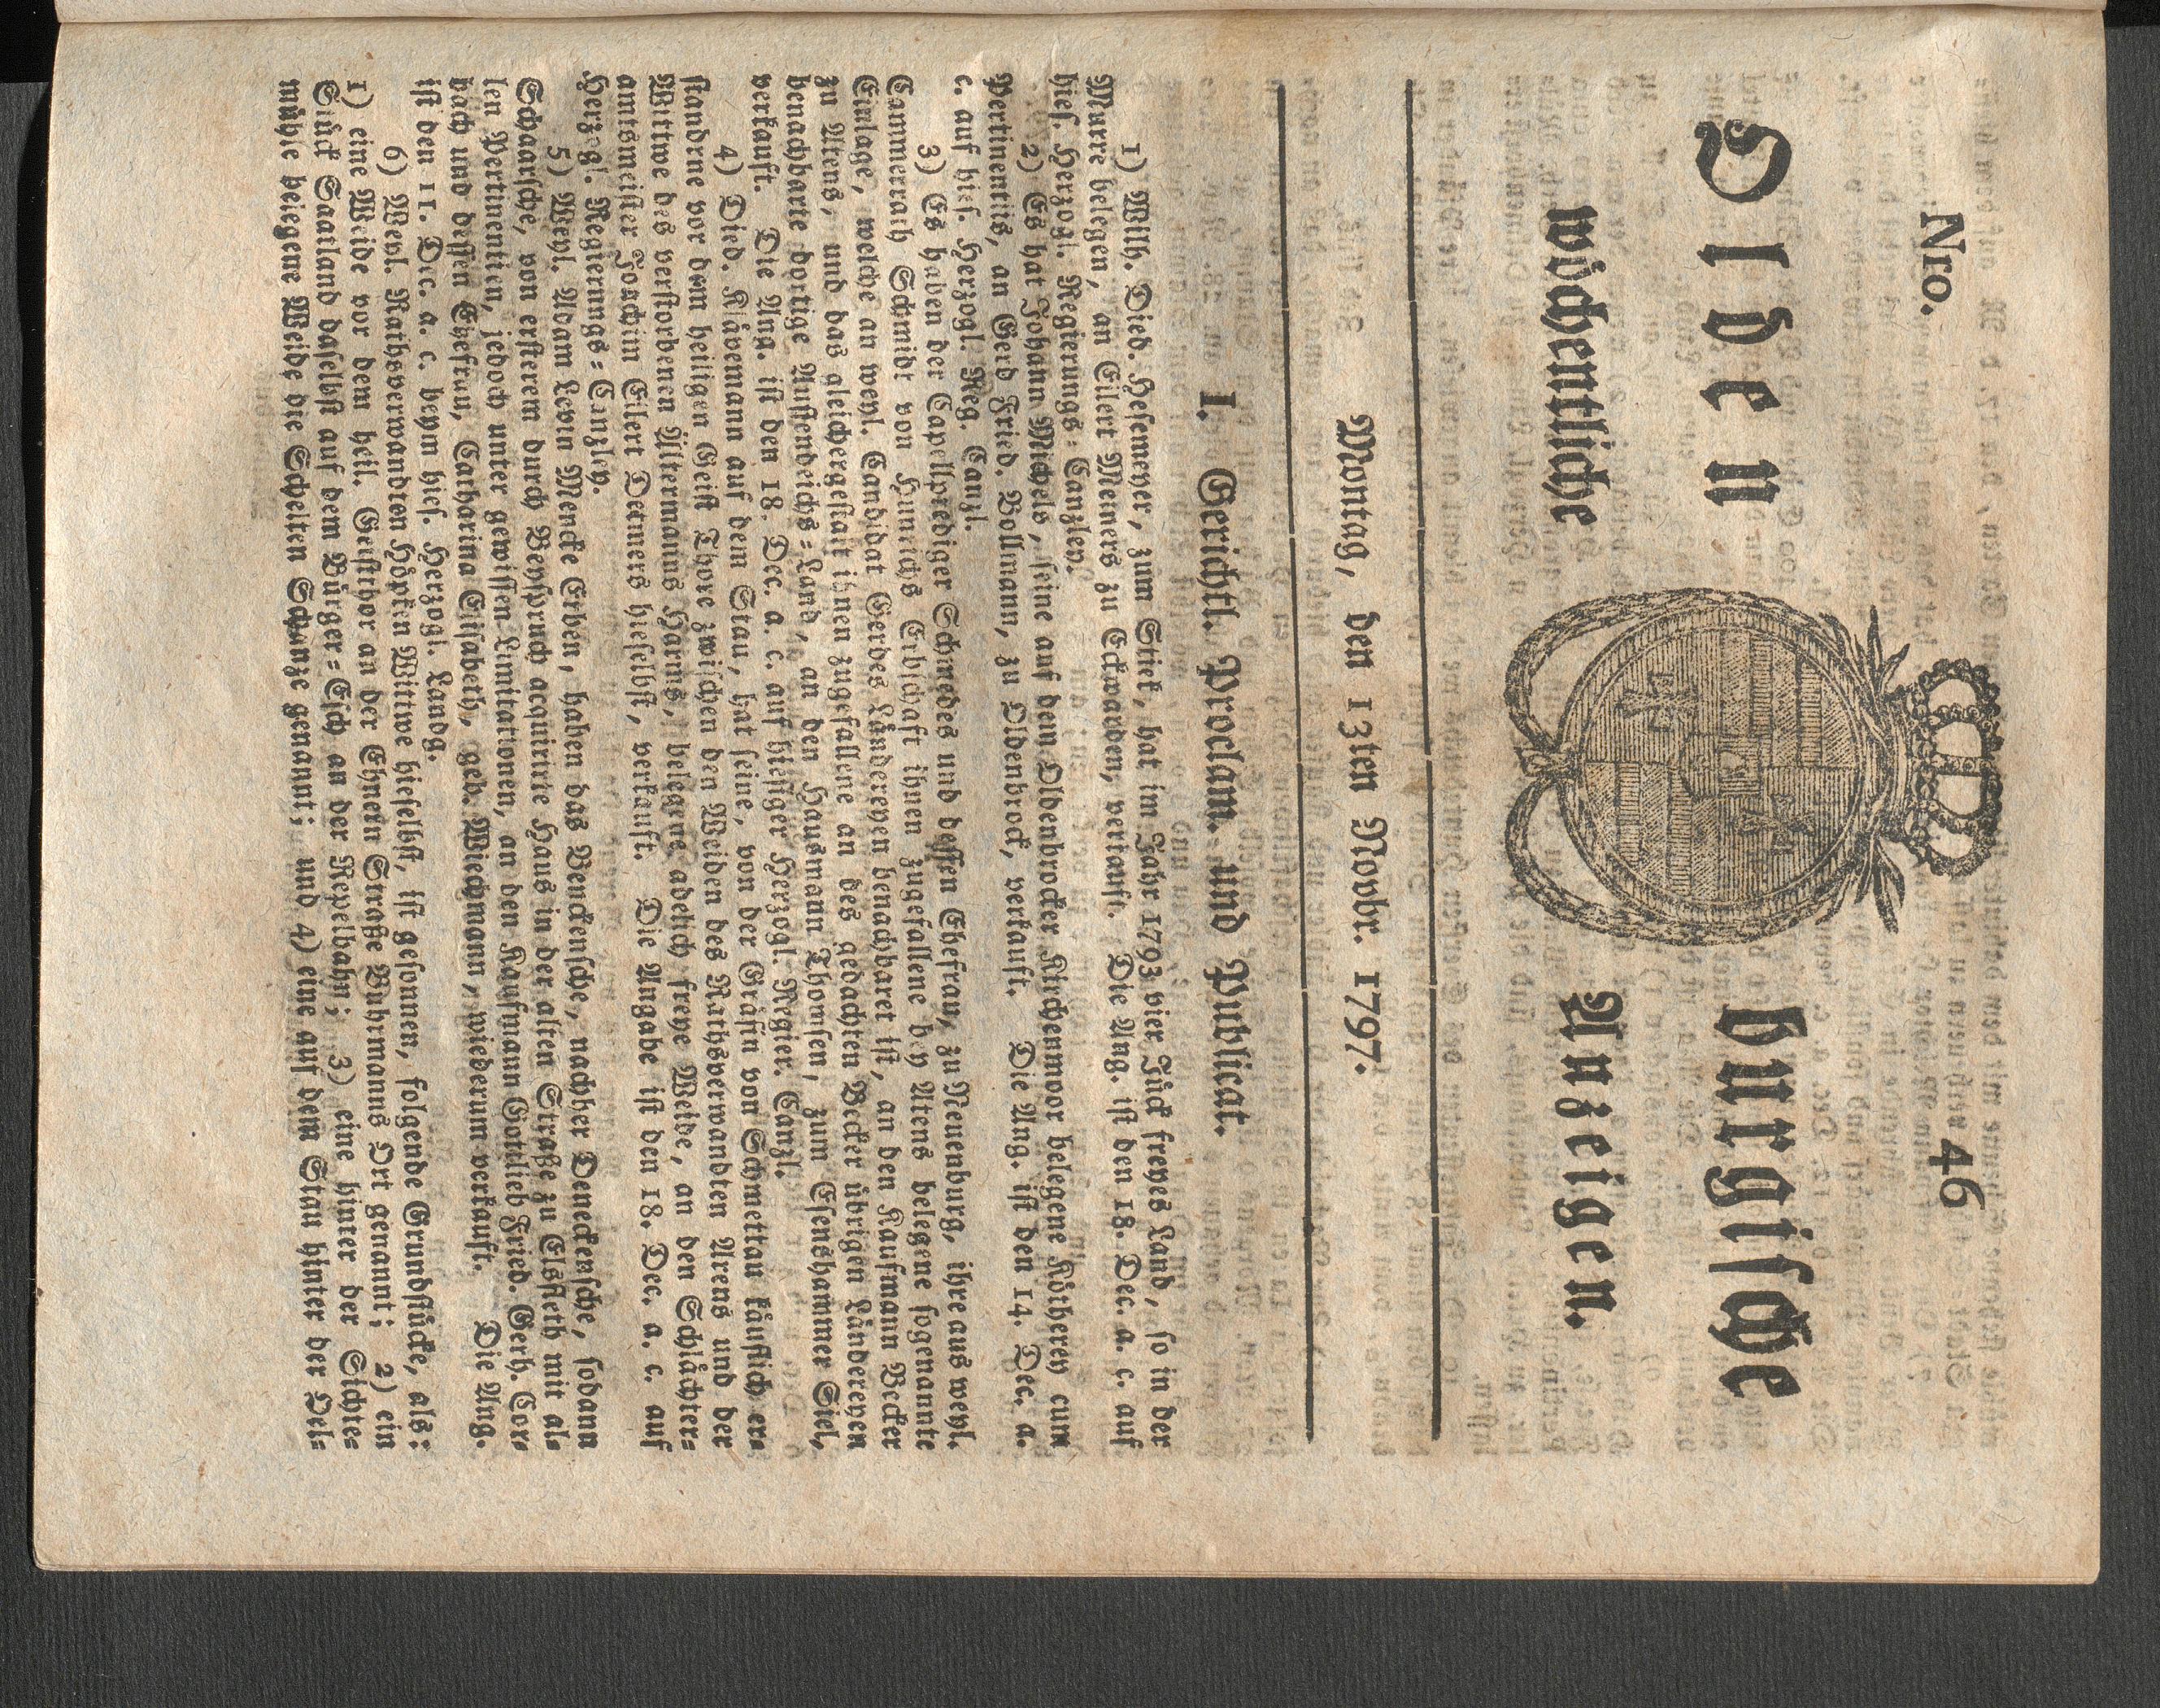 Nro. 46
Olden burgische
wöchentliche Anzeigen.
Montag, den 13ten Novbr. 1797.
I. Gerichtl. Proclam. und Publicat.
1) Willh. Died. Hesemeyer, zum Stiek, hat im Jahr 1793 vier Jück freyes Land, so in der
Murre belegen, an Eilert Meiners zu Eckwarden, verkauft. Die Ang. ist den 18. Dec. a. c. auf
hies. Herzogl. Regierungs-Canzley.
2) Es hat Johann Michels, seine auf dem Oldenbrocker Kirchenmoor belegene Kötherey cum
Pertinentiis, an Gerd Fried. Bollmann, zu Oldenbrock, verkauft. Die Ang. ist den 14. Dec. a.
c. auf hies. Herzogl. Reg. Canzl.
3) Es haben der Capellprediger Schmedes und dessen Ehefrau, zu Neuenburg, ihre aus weyl.
Cammerrath Schmidt von Hunrichs Erbschaft ihnen zugefallene bey Atens belegene sogenannte
Einlage, welche an weyl. Candidat Gerdes Ländereyen benachbaret ist, an den Kaufmann Becker
zu Atens, und das gleichergestalt ihnen zugefallene an des gedachten Becker übrigen Länderehen
benachbarte dortige Aussendeichs-Land, an den Hausmann Thomsen, zum Esenshammer Siel,
verkauft. Die Ang. ist den 18. Dec. a. c. auf hiesiger Herzogl. Regier. Canzl.
4) Died. Klävemann auf dem Stau, hat seine, von der Gräfin von Schmettau käuflich er-
standene vor dem heiligen Geist Thore zwischen den Weiden des Rathsverwandten Arens und der
Wittwe des verstorbenen Ältermanns Harms, belegene adelich freye Weide, an den Schlächter-
amtsmeister Joachim Eilert Detmers hieselbst, verkauft. Die Angabe ist den 18. Dec. a. c. auf
Herzogl. Regierungs-Canzley.
5) Weyl. Adam Levin Mencke Erben, haben das Benckensche, nachher Denckersche, sodann
Schaarsche, von ersterem durch Beyspruch acquirirte Haus in der alten Straße zu Elsfleth mit al-
len Pertinentien, jedoch unter gewissen Limitationen, an den Kaufmann Gottlieb Fried. Gerh. Cor-
bach und dessen Ehefrau, Catharina Elisabeth, geb. Wiechmann, wiederum verkauft. Die Ang.
ist den 11. Dec. a. c. beym hies. Herzogl. Landg.
6) Weyl. Rathsverwandten Höpken Wittwe hieselbst, ist gesonnen, folgende Grundstücke, als:
1) eine Weide vor dem heil. Geistthor an der Ehnern Straße Buhrmanns Ort genannt; 2) ein
Stück Saatland daselbst auf dem Bürger-Esch an der Repelbahn; 3) eine hinter der Sichte-
mühle belegene Weide die Schelten Schanze genannt; und 4) eine auf dem Stau hinter der Oel-